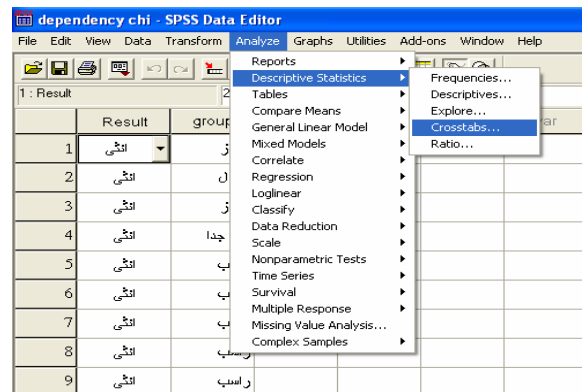 dependency chi - SPSS Data Editor
File Edit View Data Transform Analyze Graphs Utilities Add-ons Window Help
1 : Result 2
Result group var
Reports
Descriptive Statistics
Tables
Compare Means
General Linear Model
Mixed Models
Correlate
Regression
Loglinear
Classify
Data Reduction
Scale
Nonparametric Tests
Time Series
Survival
Multiple Response
Missing Value Analysis...
Complex Samples
Frequencies...
Descriptives...
Explore...
Crosstabs...
Ratio...
1 انثى ز
2 انثى ل
3 انثى ز
4 انثى جدا
5 انثى ب
6 انثى ب
7 انثى ب
8 انثى راسب
9 انثى راسب